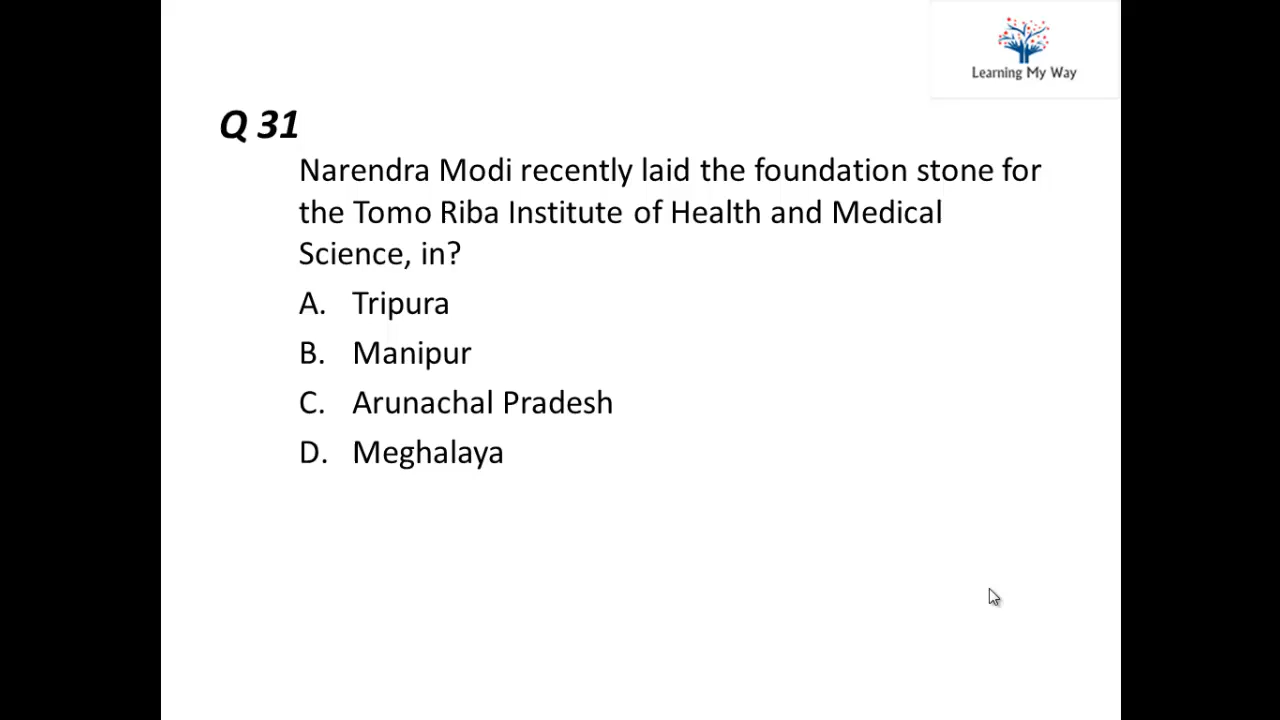 Learning My Way
Q 31
Narendra Modi recently laid the foundation stone for
the Tomo Riba Institute of Health and Medical
Science, in?
A. Tripura
B. Manipur
C. Arunachal Pradesh
D. Meghalaya